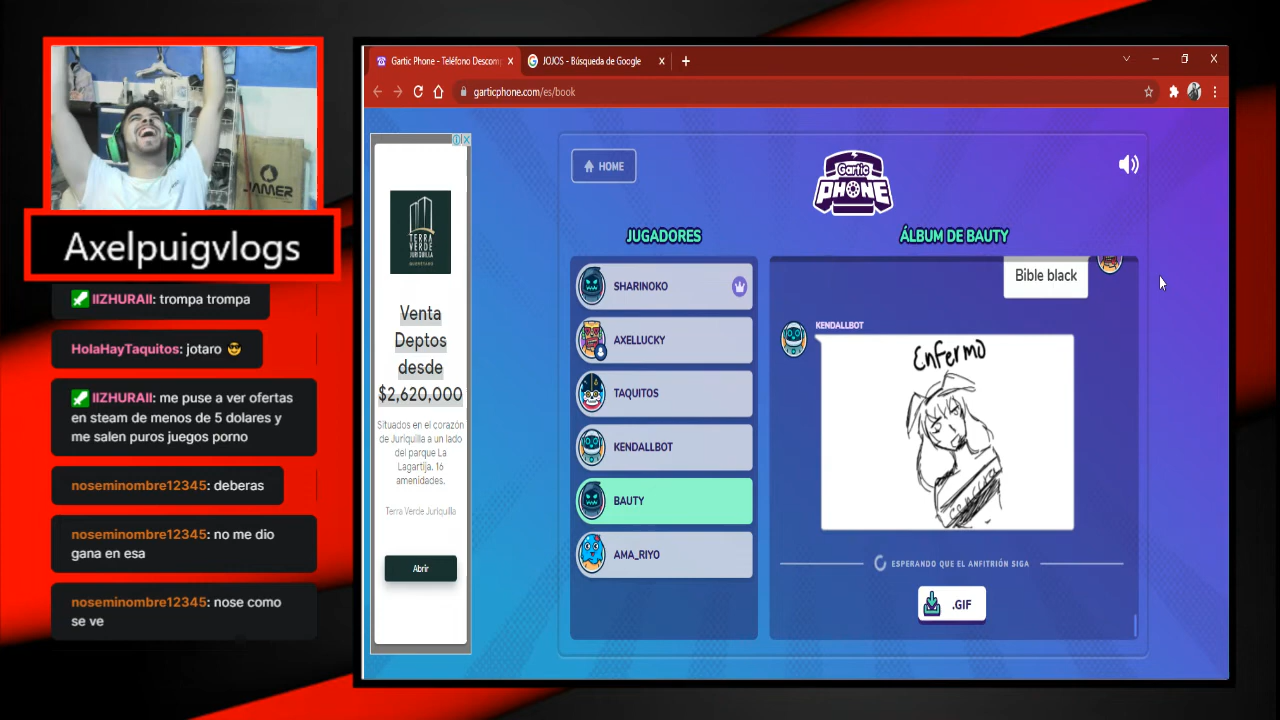 JAMER
Axelpuigvlogs
IIZHURAII: trompa trompa
HolaHayTaquitos: jotaro 😎
IIZHURAII: me puse a ver ofertas
en steam de menos de 5 dolares y
me salen puros juegos porno
noseminombre12345: deberas
noseminombre12345: no me dio
gana en esa
noseminombre12345: nose como
se ve
Gartic Phone - Teléfono Descom
JOJOS - Búsqueda de Google
garticphone.com/es/book
TERRA
VERDE
JURIQUILLA
Venta
Deptos
desde
$2,620,000
Situados en el corazón
de Juriquilla a un lado
del parque La
Lagartija. 16
amenidades.
Terra Verde Juriquilla
Abrir
HOME
Gartic
PHONE
JUGADORES
SHARINOKO
AXELLUCKY
TAQUITOS
KENDALLBOT
BAUTY
AMA_RIYO
ÁLBUM DE BAUTY
Bible black
KENDALLBOT
Enfermo
ESPERANDO QUE EL ANFITRIÓN SIGA
.GIF